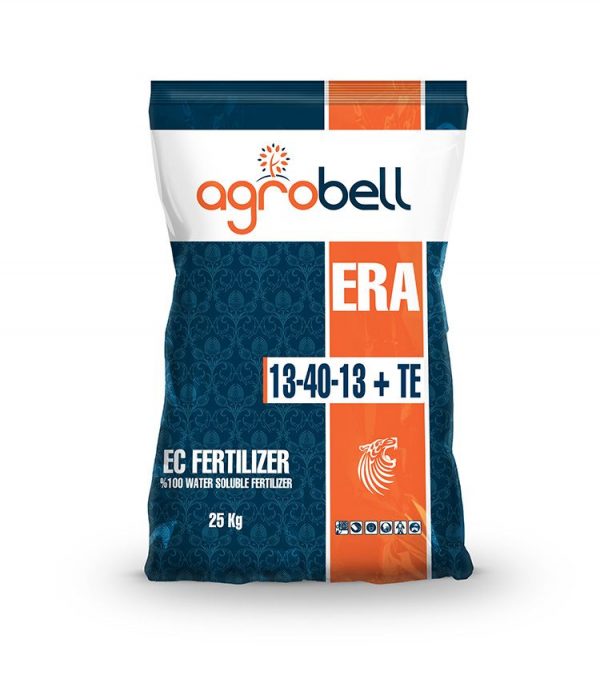 agrobell
ERA
13-40-13 + TE
EC FERTILIZER
%100 WATER SOLUBLE FERTILIZER
25 Kg